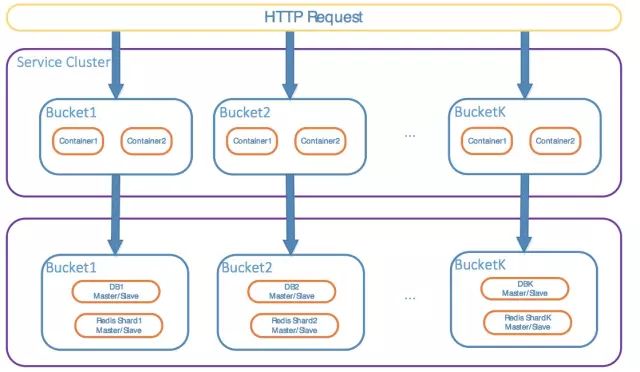 HTTP Request
Service Cluster
Bucket1
Container1
Container2
Bucket2
Container1
Container2
...
BucketK
Container1
Container2
Bucket1
DB1
Master/Slave
Redis Shard1
Master/Slave
Bucket2
DB2
Master/Slave
Redis Shard2
Master/Slave
...
BucketK
DBK
Master/Slave
Redis ShardK
Master/Slave